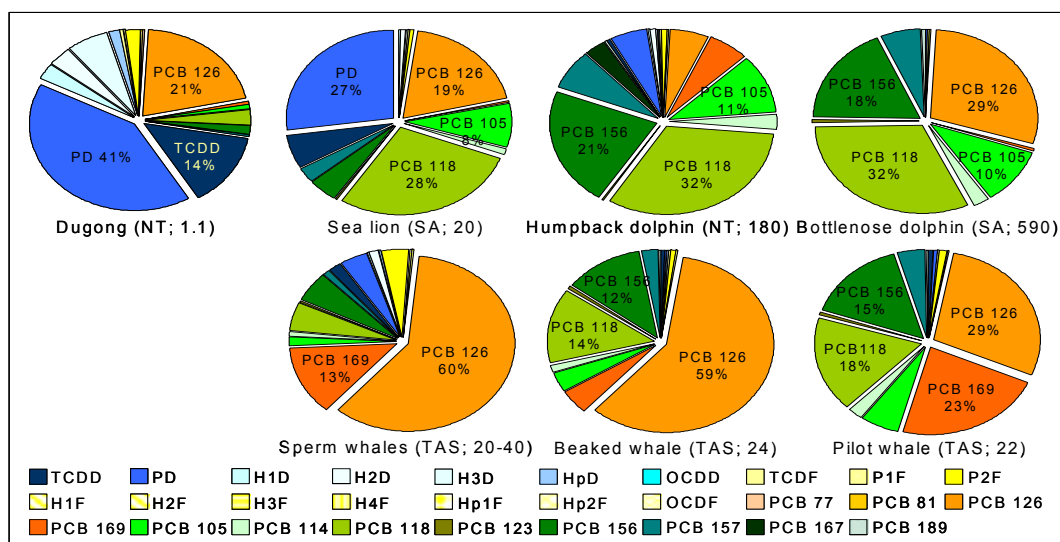 PCB 126
21%
PD 41%
TCDD
14%
Dugong (NT; 1.1)
PD
27%
PCB 126
19%
PCB 105
8%
PCB 118
28%
Sea lion (SA; 20)
PCB 105
11%
PCB 156
21%
PCB 118
32%
Humpback dolphin (NT; 180)
PCB 156
18%
PCB 126
29%
PCB 118
32%
PCB 105
10%
Bottlenose dolphin (SA; 590)
PCB 126
60%
PCB 169
13%
Sperm whales (TAS; 20-40)
PCB 156
12%
PCB 118
14%
PCB 126
59%
Beaked whale (TAS; 24)
PCB 156
15%
PCB 126
29%
PCB118
18%
PCB 169
23%
Pilot whale (TAS; 22)
TCDD PD H1D H2D H3D HpD OCDD TCDF P1F P2F
H1F H2F H3F H4F Hp1F Hp2F OCDF PCB 77 PCB 81 PCB 126
PCB 169 PCB 105 PCB 114 PCB 118 PCB 123 PCB 156 PCB 157 PCB 167 PCB 189